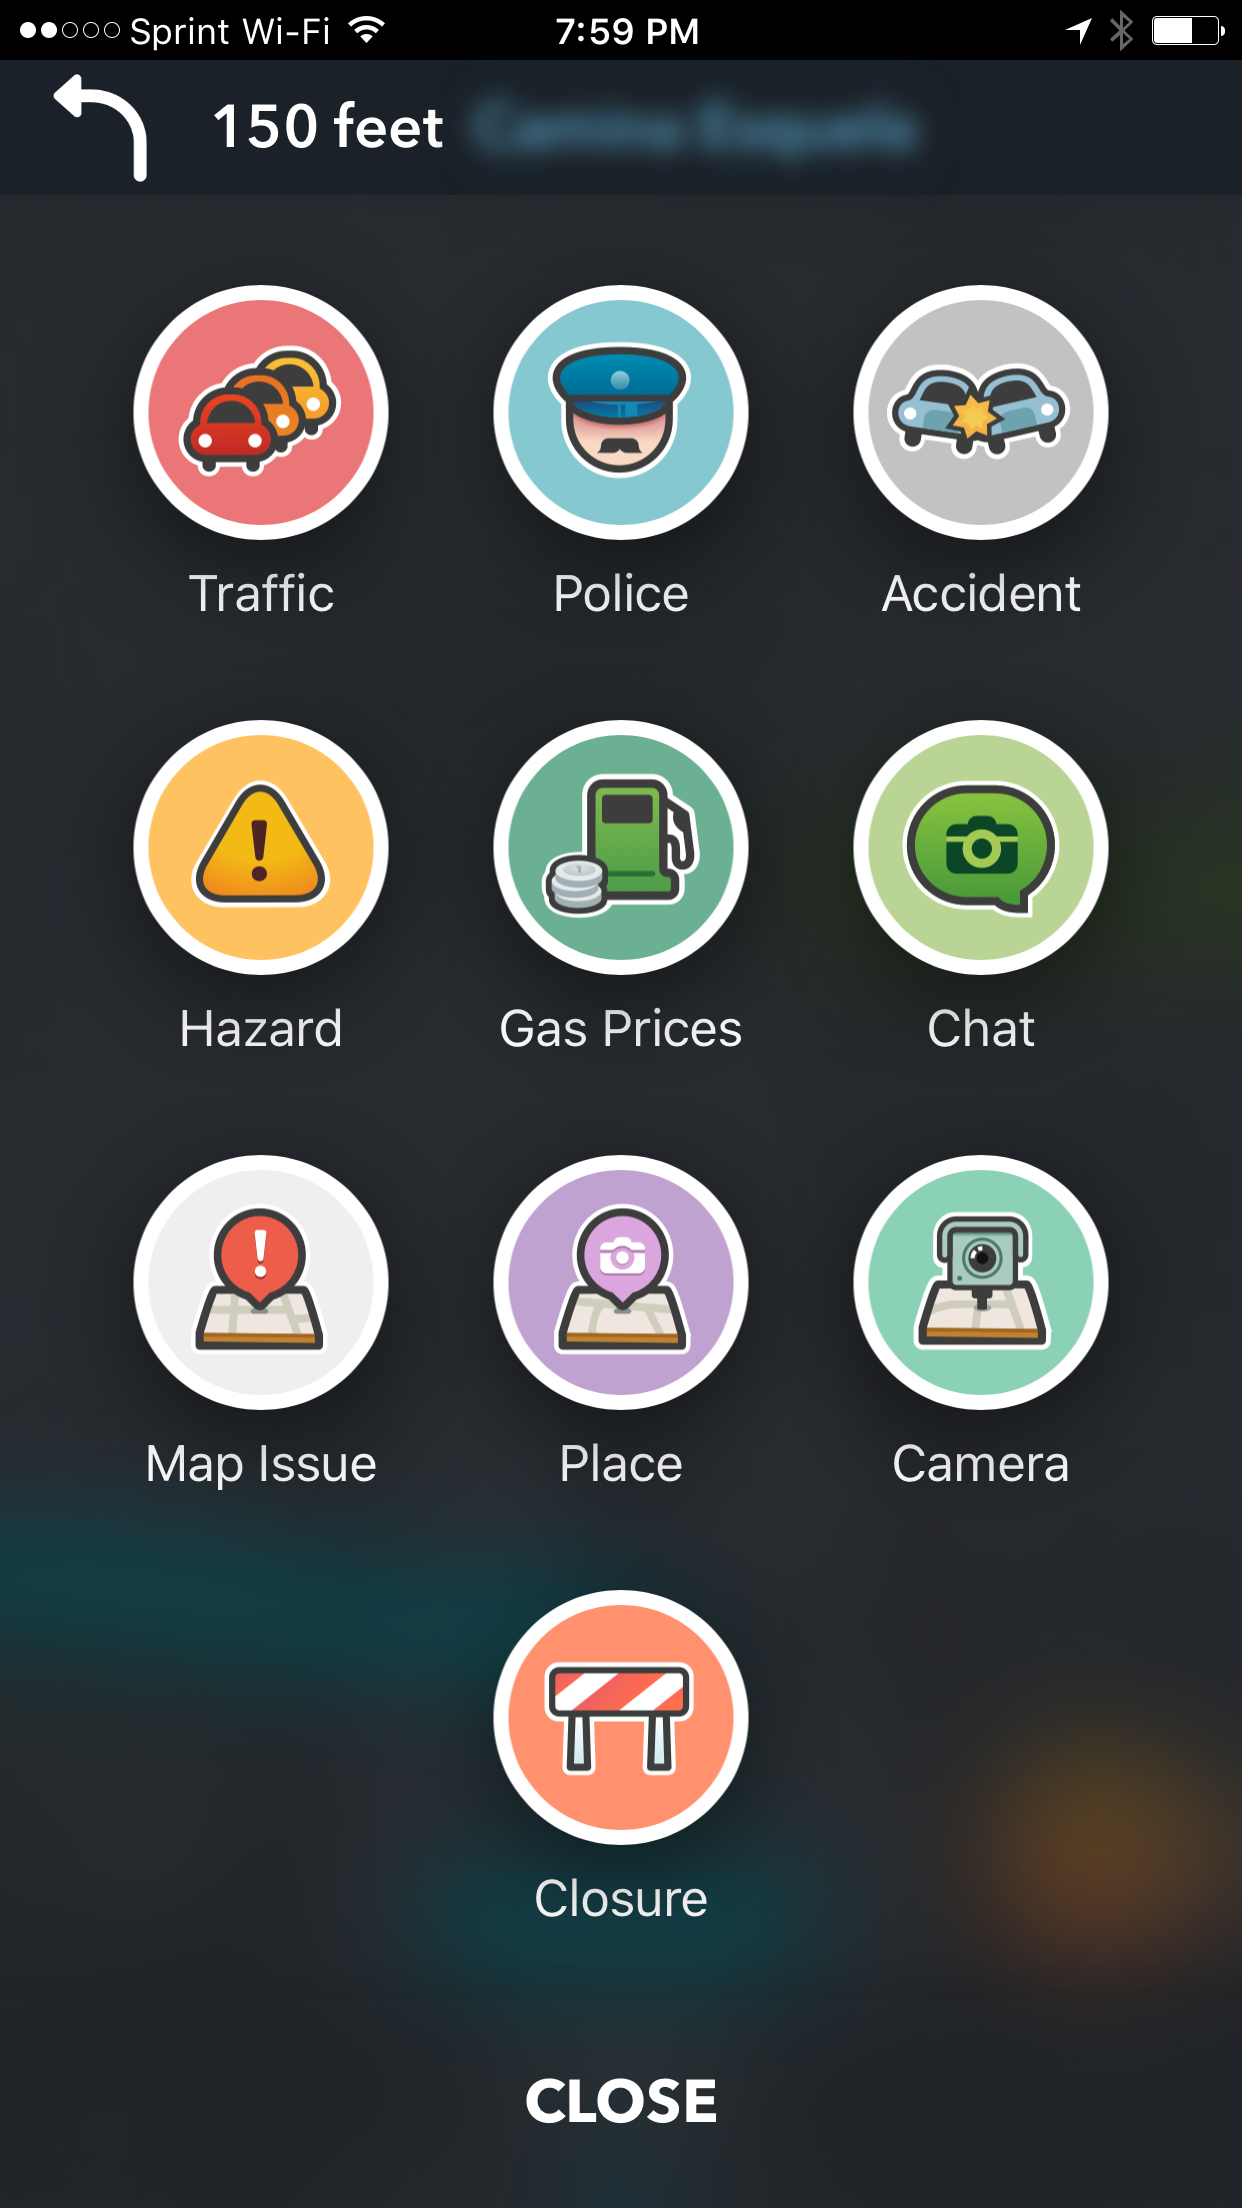 Sprint Wi-Fi 7:59 PM
150 feet
Traffic Police Accident
Hazard Gas Prices Chat
Map Issue Place Camera
Closure
CLOSE